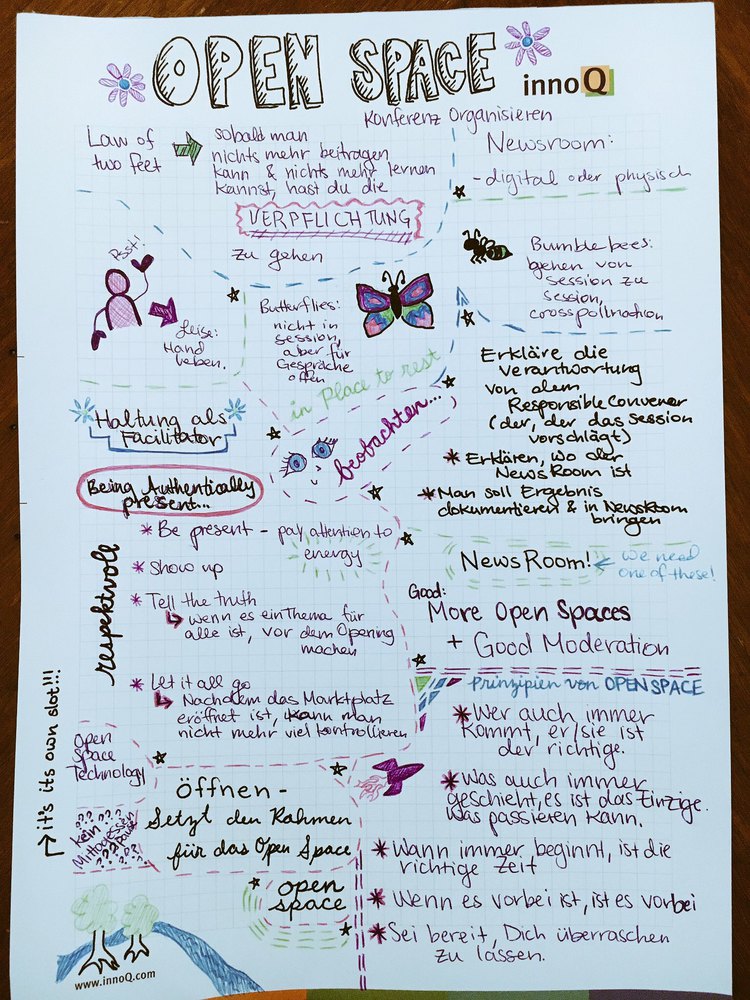 OPEN SPACE
innoQ
Konferenz Organisieren
Law of
two feet
sobald man
nichts mehr beitragen
kann & nichts mehr lernen
kannst, hast du die
VERPFLICHTUNG
zu gehen
Newsroom:
- digital oder physisch
Psst!
Leise:
Hand
heben.
Butterflies:
nicht in
session,
aber für
Gespräche
offen
in Place to rest
Bumblebees:
gehen von
session zu
session,
crosspollnation
Haltung als
Facilitator
beobachten...
Erkläre die
Verantwortung
von dem
Responsible Convenor
(der, der das Session
vorschlägt)
* Erklären, wo der
NewsRoom ist
* Man soll Ergebnis
dokumentieren & in NewsRoom
bringen
Being Authentically
present...
respektvoll
* Be present - pay attention to
energy
* Show up
* Tell the truth
wenn es ein Thema für
alle ist, vor dem Opening
machen
* Let it all go
Nachdem das Marktplatz
eröffnet ist, kann man
nicht mehr viel kontrollieren
NewsRoom!
we need
one of these!
Good:
More Open Spaces
+ Good Moderation
Prinzipien von OPEN SPACE
* Wer auch immer
kommt, er/sie ist
der richtige.
* Was auch immer
geschieht, es ist das Einzige.
Was passieren kann.
* Wann immer beginnt, ist die
richtige Zeit
* Wenn es vorbei ist, ist es vorbei
* Sei bereit, Dich überraschen
zu lassen.
Open
Space
Technology
it's its own slot!!!
???????
kein
Mittagessen
Pause
???
öffnen -
Setzt den Rahmen
für das Open Space
open
space
www.innoQ.com